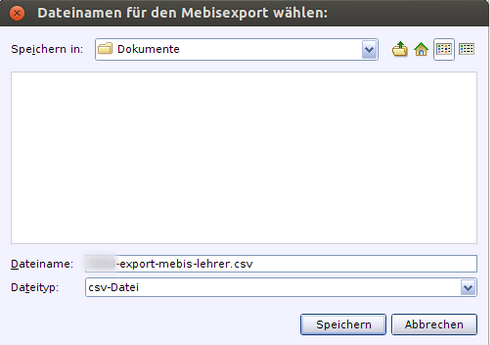 Dateinamen für den Mebisexport wählen:
Speichern in: Dokumente
Dateiname: -export-mebis-lehrer.csv
Dateityp: csv-Datei
Speichern Abbrechen